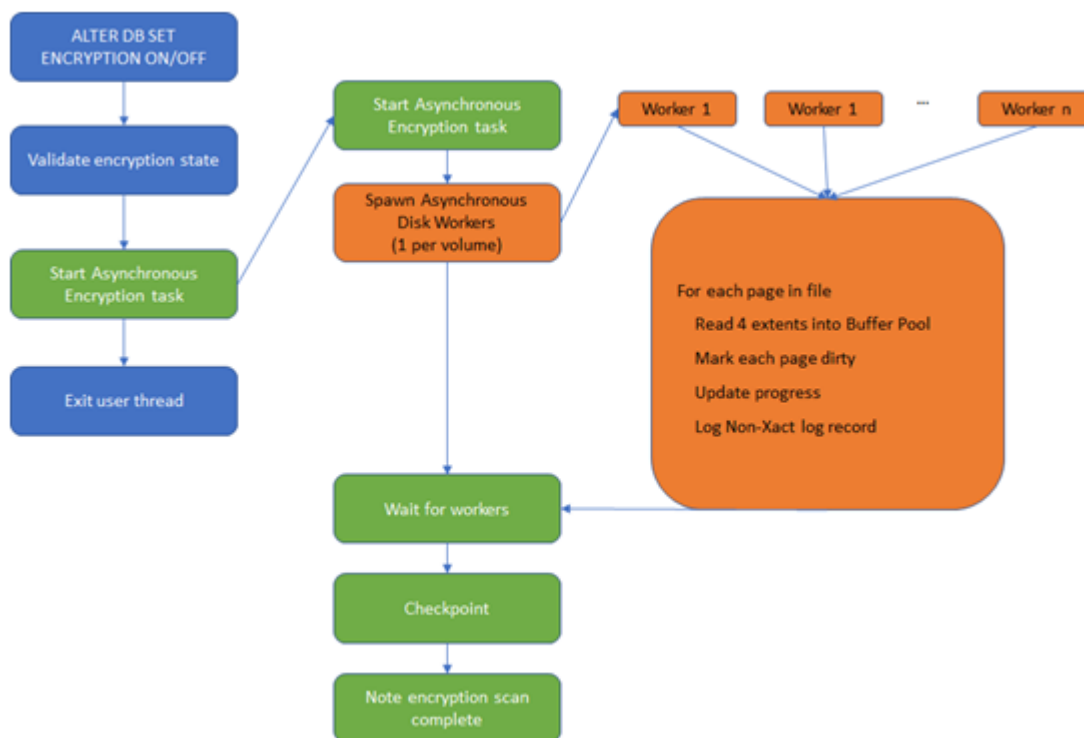 ALTER DB SET
ENCRYPTION ON/OFF
Validate encryption state
Start Asynchronous
Encryption task
Exit user thread
Start Asynchronous
Encryption task
Spawn Asynchronous
Disk Workers
(1 per volume)
Wait for workers
Checkpoint
Note encryption scan
complete
Worker 1
Worker 1
...
Worker n
For each page in file
Read 4 extents into Buffer Pool
Mark each page dirty
Update progress
Log Non-Xact log record